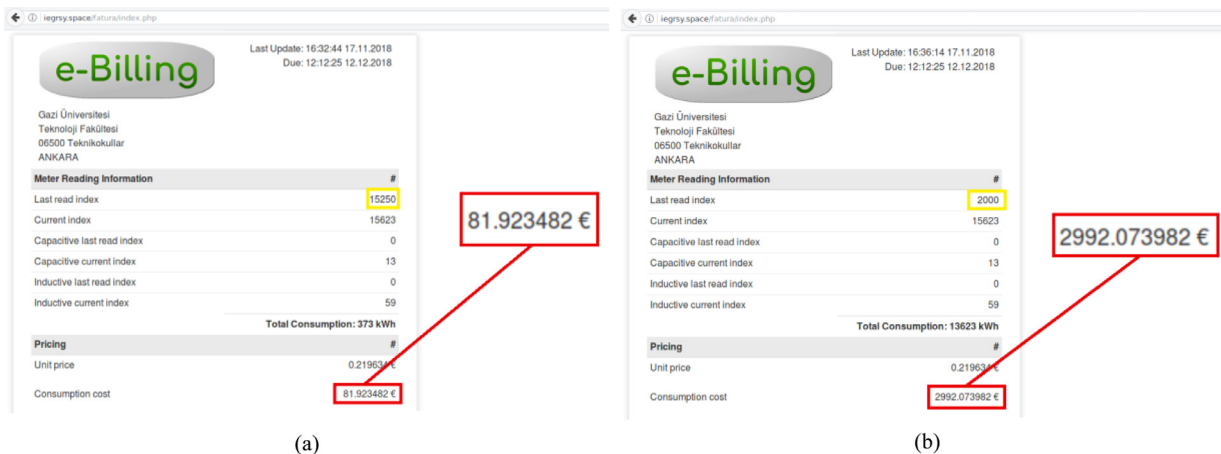 iegrsy.space/fatura/index.php
e-Billing
Last Update: 16:32:44 17.11.2018
Due: 12:12:25 12.12.2018
Gazi Üniversitesi
Teknoloji Fakültesi
06500 Teknikokullar
ANKARA
Meter Reading Information #
Last read index 15250
Current index 15623
Capacitive last read index 0
Capacitive current index 13
Inductive last read index 0
Inductive current index 59
Total Consumption: 373 kWh
Pricing #
Unit price 0.219634 €
Consumption cost 81.923482 €
81.923482 €
(a)
iegrsy.space/fatura/index.php
e-Billing
Last Update: 16:36:14 17.11.2018
Due: 12:12:25 12.12.2018
Gazi Üniversitesi
Teknoloji Fakültesi
06500 Teknikokullar
ANKARA
Meter Reading Information #
Last read index 2000
Current index 15623
Capacitive last read index 0
Capacitive current index 13
Inductive last read index 0
Inductive current index 59
Total Consumption: 13623 kWh
Pricing #
Unit price 0.219634 €
Consumption cost 2992.073982 €
2992.073982 €
(b)